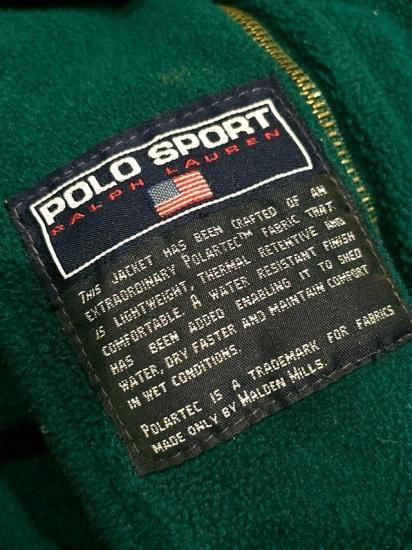 POLO SPORT
RALPH LAUREN
THIS JACKET HAS BEEN CRAFTED OF AN
EXTRAORDINARY POLARTEC™ FABRIC THAT
IS LIGHTWEIGHT, THERMAL RETENTIVE AND
COMFORTABLE. A WATER RESISTANT FINISH
HAS BEEN ADDED ENABLING IT TO SHED
WATER, DRY FASTER AND MAINTAIN COMFORT
IN WET CONDITIONS.
POLARTEC IS A TRADEMARK FOR FABRICS
MADE ONLY BY MALDEN MILLS.